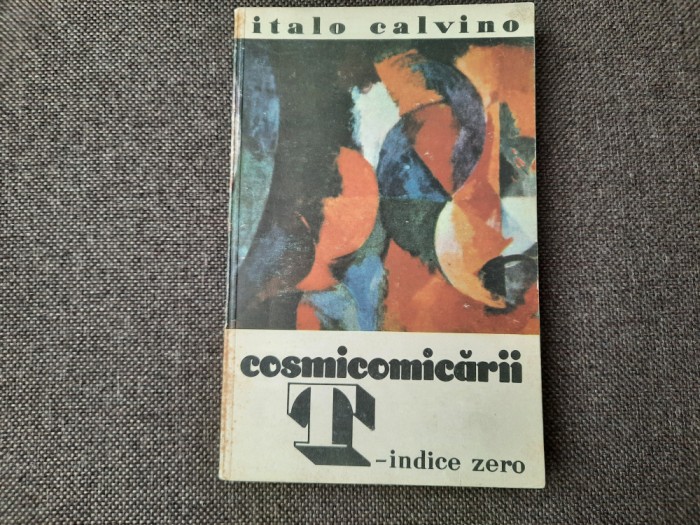 italo calvino
cosmicomicării
T
-indice zero